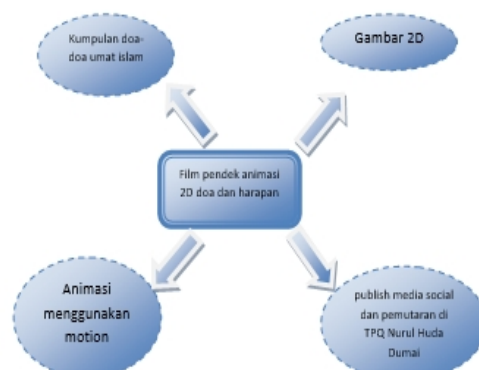 Kumpulan doa-
doa umat islam
Gambar 2D
Film pendek animasi
2D doa dan harapan
Animasi
menggunakan
motion
publish media social
dan pemutaran di
TPQ Nurul Huda
Dumai